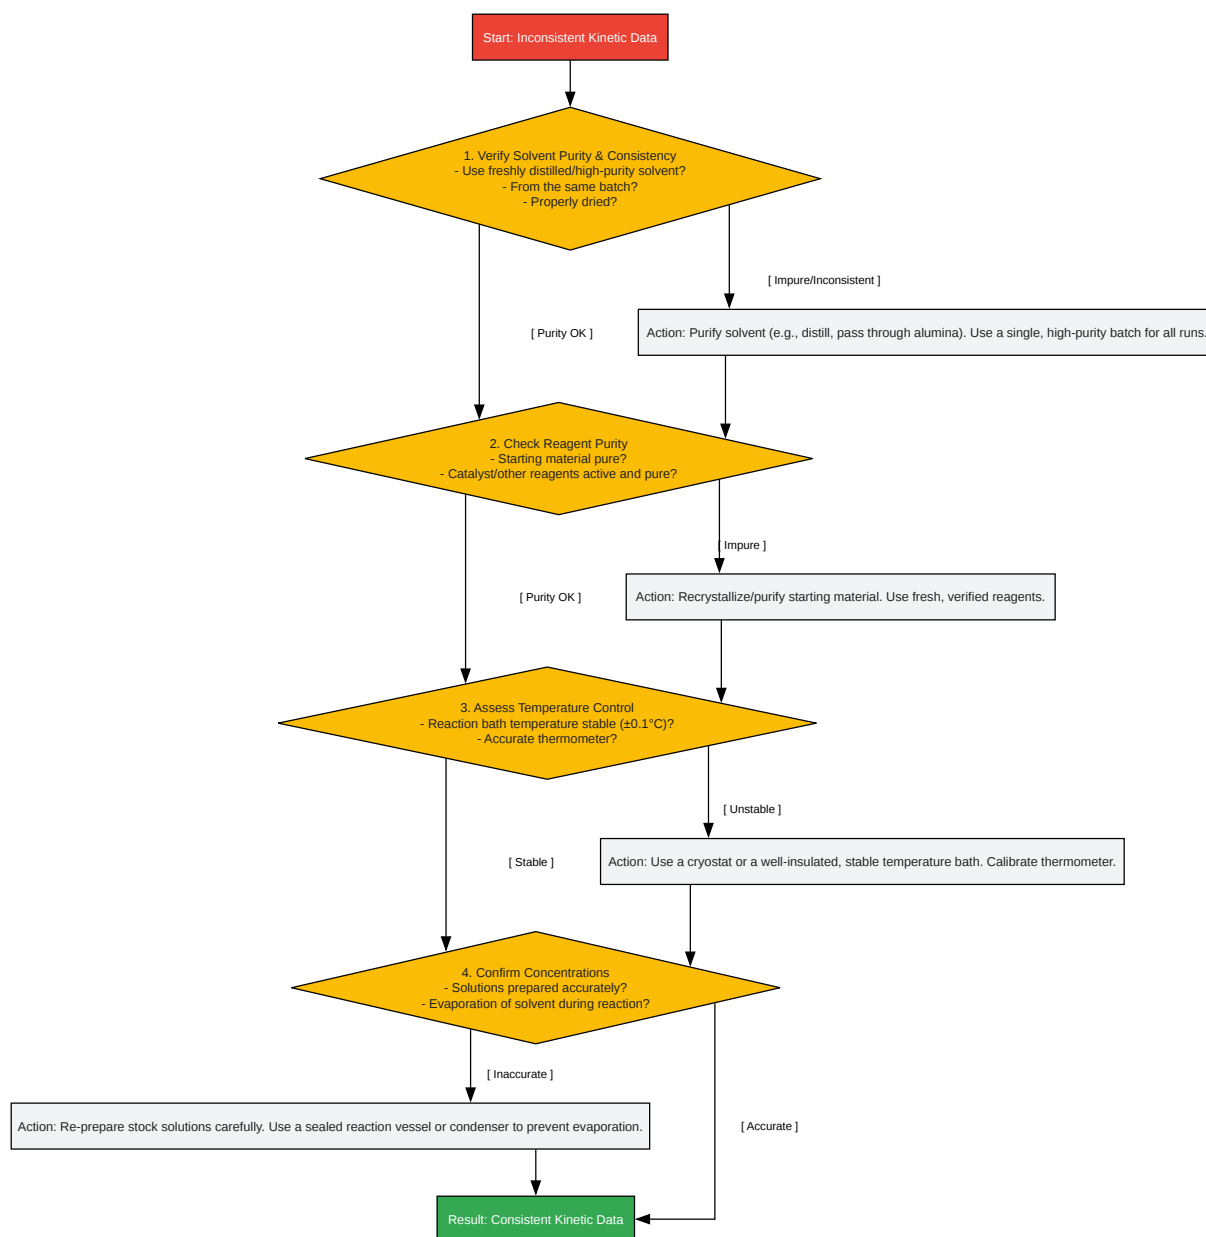 Start: Inconsistent Kinetic Data
1. Verify Solvent Purity & Consistency
- Use freshly distilled/high-purity solvent?
- From the same batch?
- Properly dried?
[ Impure/Inconsistent ]
[ Purity OK ]
Action: Purify solvent (e.g., distill, pass through alumina). Use a single, high-purity batch for all runs.
2. Check Reagent Purity
- Starting material pure?
- Catalyst/other reagents active and pure?
[ Impure ]
[ Purity OK ]
Action: Recrystallize/purify starting material. Use fresh, verified reagents.
3. Assess Temperature Control
- Reaction bath temperature stable (±0.1°C)?
- Accurate thermometer?
[ Unstable ]
[ Stable ]
Action: Use a cryostat or a well-insulated, stable temperature bath. Calibrate thermometer.
4. Confirm Concentrations
- Solutions prepared accurately?
- Evaporation of solvent during reaction?
[ Inaccurate ]
Action: Re-prepare stock solutions carefully. Use a sealed reaction vessel or condenser to prevent evaporation.
[ Accurate ]
Result: Consistent Kinetic Data